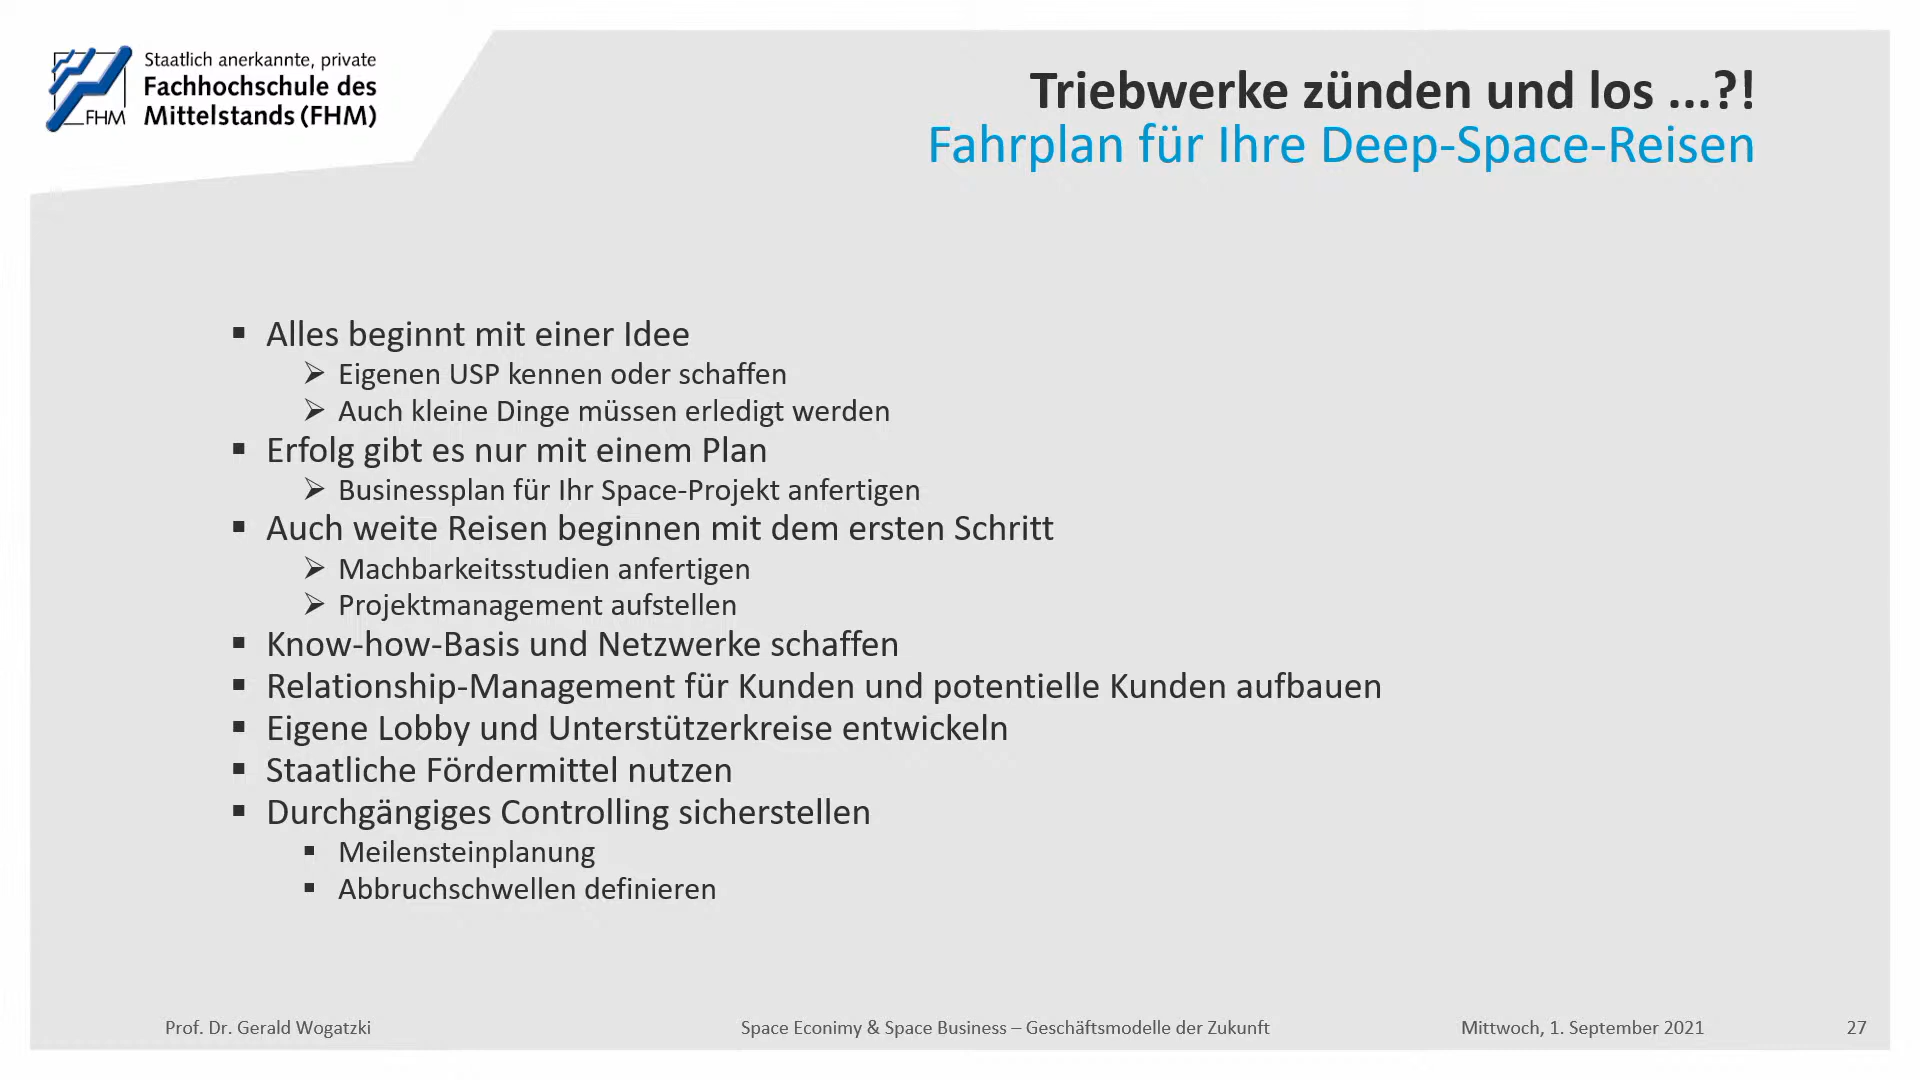 Staatlich anerkannte, private
Fachhochschule des
Mittelstands (FHM)
FHM
Triebwerke zünden und los ...?!
Fahrplan für Ihre Deep-Space-Reisen
Alles beginnt mit einer Idee
Eigenen USP kennen oder schaffen
Auch kleine Dinge müssen erledigt werden
Erfolg gibt es nur mit einem Plan
Businessplan für Ihr Space-Projekt anfertigen
Auch weite Reisen beginnen mit dem ersten Schritt
Machbarkeitsstudien anfertigen
Projektmanagement aufstellen
Know-how-Basis und Netzwerke schaffen
Relationship-Management für Kunden und potentielle Kunden aufbauen
Eigene Lobby und Unterstützerkreise entwickeln
Staatliche Fördermittel nutzen
Durchgängiges Controlling sicherstellen
Meilensteinplanung
Abbruchschwellen definieren
Prof. Dr. Gerald Wogatzki
Space Econimy & Space Business – Geschäftsmodelle der Zukunft
Mittwoch, 1. September 2021
27